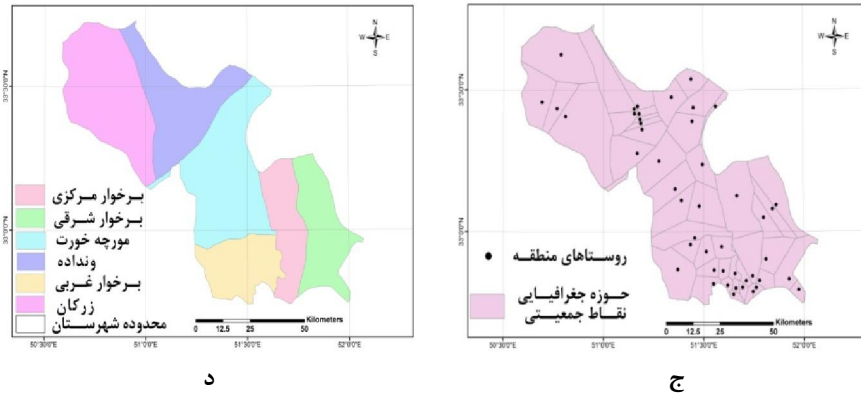 N
W E
S
33°30'0"N
33°0'0"N
برخوار مرکزی
برخوار شرقی
مورچه خورت
ونداده
برخوار غربی
زرکان
محدوده شهرستان
Kilometers
0 12.5 25 50
50°30'0"E 51°0'0"E 51°30'0"E 52°0'0"E
د
N
W E
S
33°30'0"N
33°0'0"N
روستاهای منطقه
حوزه جغرافیایی
نقاط جمعیتی
Kilometers
0 12.5 25 50
50°30'0"E 51°0'0"E 51°30'0"E 52°0'0"E
ج